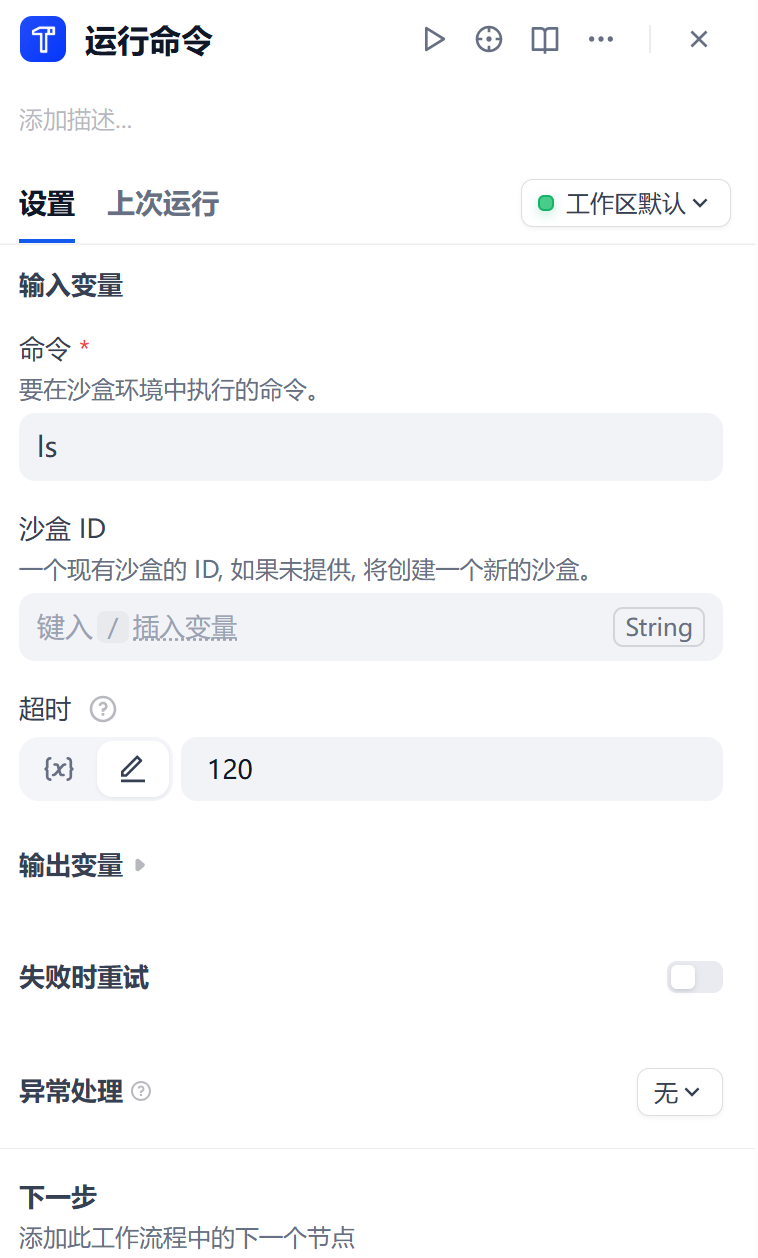 运行命令
添加描述...
设置 上次运行 工作区默认
输入变量
命令 *
要在沙盒环境中执行的命令。
ls
沙盒 ID
一个现有沙盒的 ID, 如果未提供, 将创建一个新的沙盒。
键入 / 插入变量 String
超时 ?
{x} 120
输出变量
失败时重试
异常处理 ? 无
下一步
添加此工作流程中的下一个节点